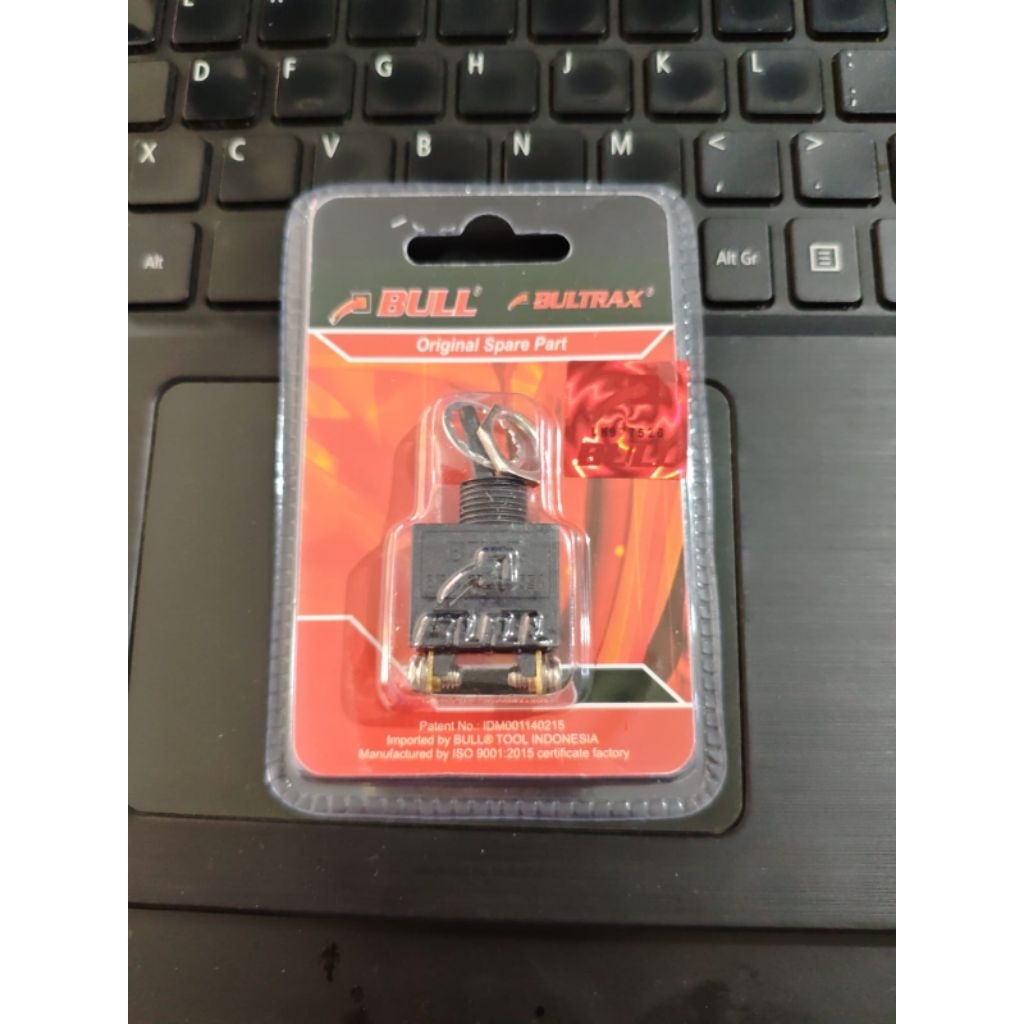 D F G H J K L :
;
X C V B N M < >
, .
Alt
Alt Gr
BULL® BULTRAX®
Original Spare Part
7520
BULL
BULL
Patent No.: IDM001140215
Imported by BULL® TOOL INDONESIA
Manufactured by ISO 9001:2015 certificate factory